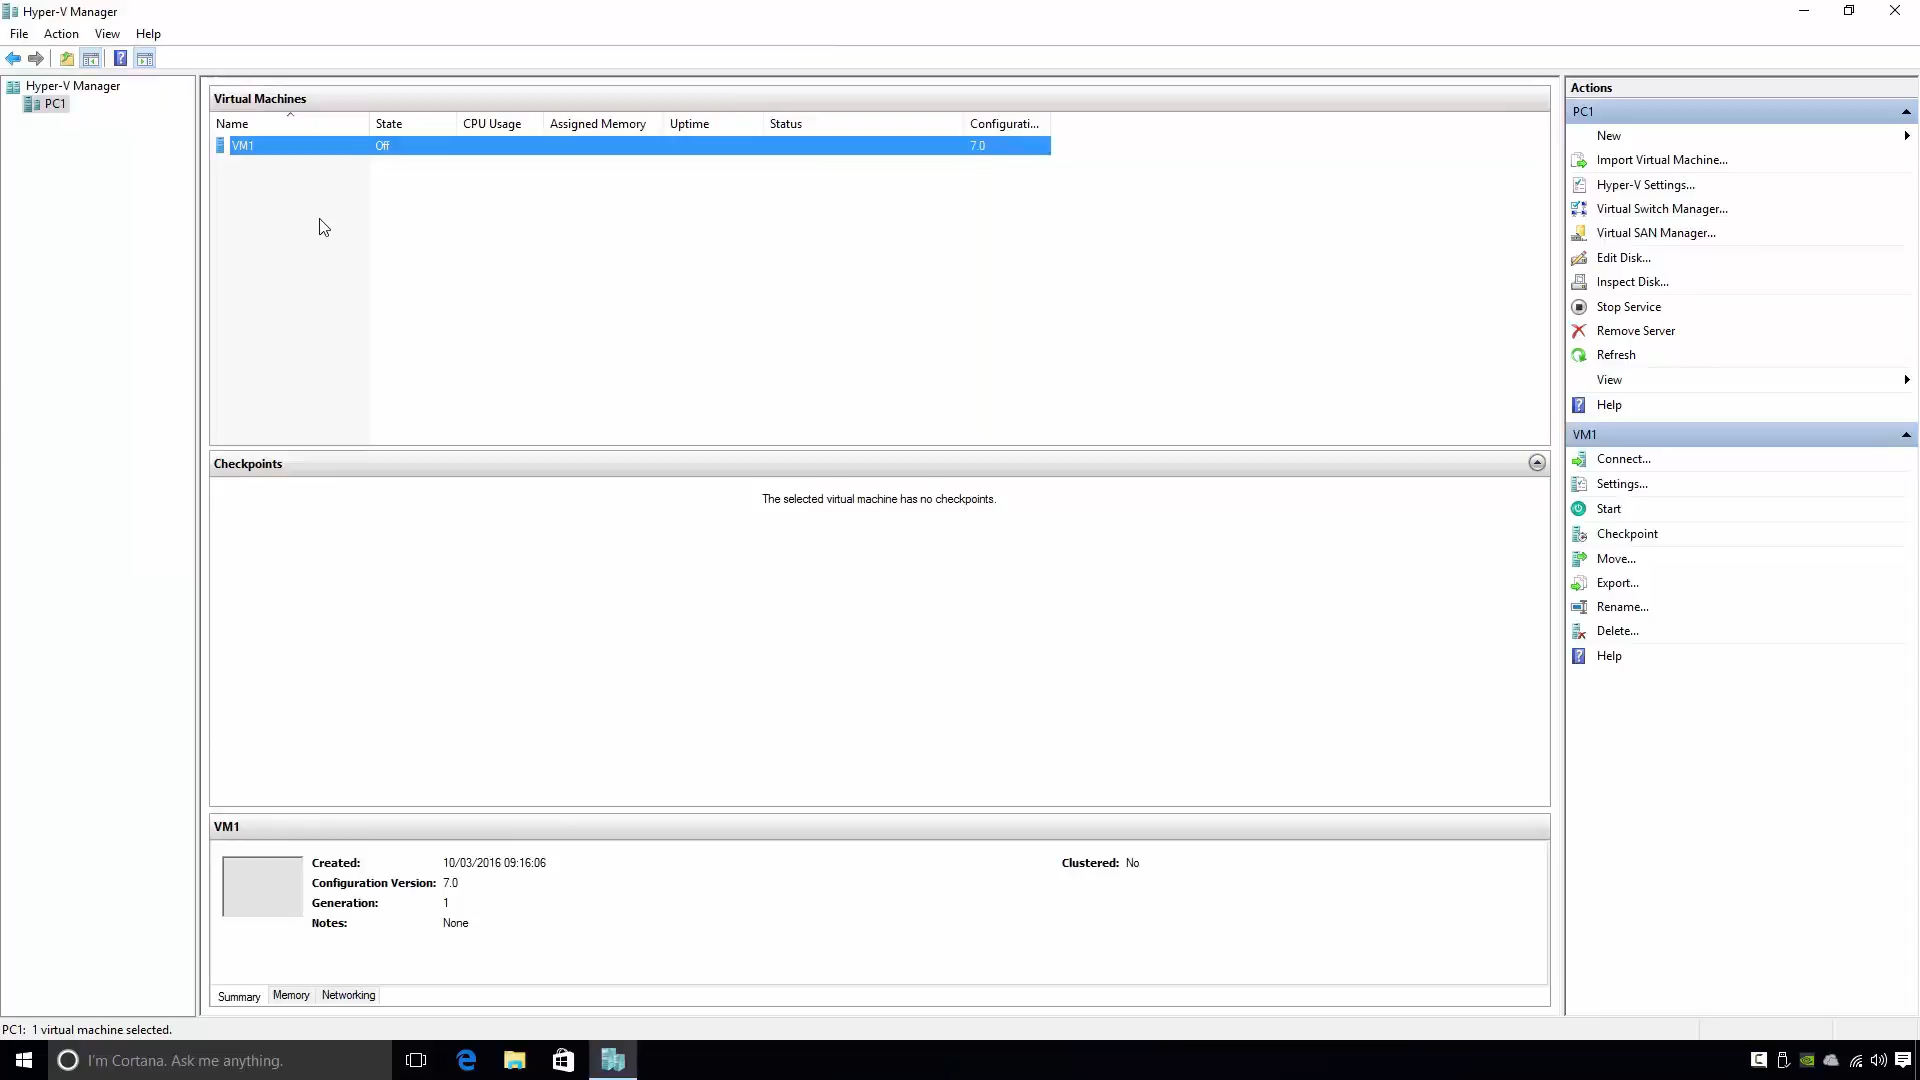 Hyper-V Manager
File Action View Help
Hyper-V Manager
PC1
Virtual Machines
Name State CPU Usage Assigned Memory Uptime Status Configurati...
VM1 Off 7.0
Checkpoints
The selected virtual machine has no checkpoints.
VM1
Created: 10/03/2016 09:16:06 Clustered: No
Configuration Version: 7.0
Generation: 1
Notes: None
Summary Memory Networking
Actions
PC1
New
Import Virtual Machine...
Hyper-V Settings...
Virtual Switch Manager...
Virtual SAN Manager...
Edit Disk...
Inspect Disk...
Stop Service
Remove Server
Refresh
View
Help
VM1
Connect...
Settings...
Start
Checkpoint
Move...
Export...
Rename...
Delete...
Help
PC1: 1 virtual machine selected.
I'm Cortana. Ask me anything.